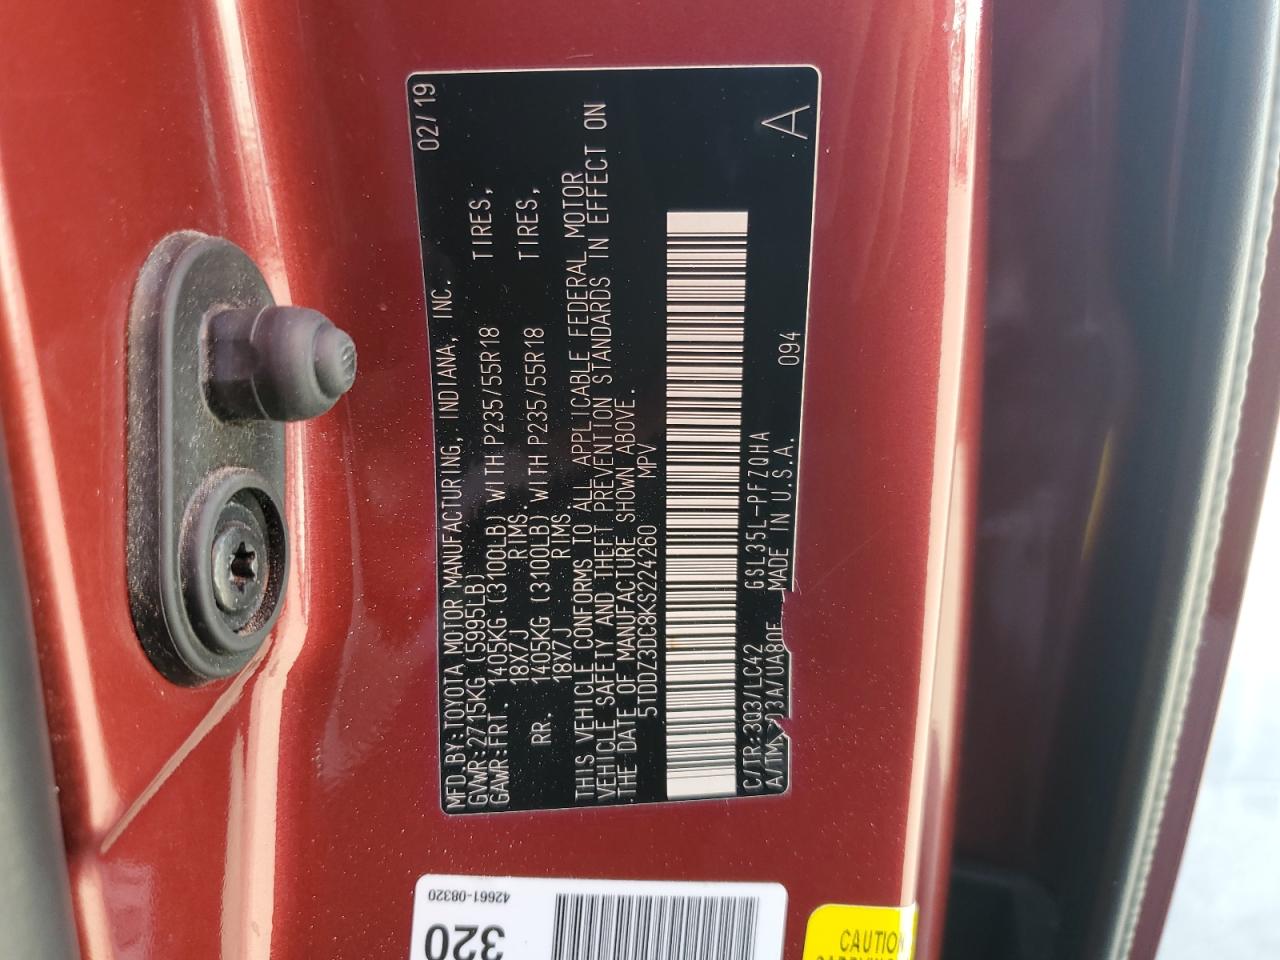 MFD.BY:TOYOTA MOTOR MANUFACTURING, INDIANA, INC. 02/19
GVWR:2715KG (5995LB)
GAWR:FRT. 1405KG (3100LB) WITH P235/55R18 TIRES,
18X7J RIMS.
RR. 1405KG (3100LB) WITH P235/55R18 TIRES,
18X7J RIMS.
THIS VEHICLE CONFORMS TO ALL APPLICABLE FEDERAL MOTOR
VEHICLE SAFETY AND THEFT PREVENTION STANDARDS IN EFFECT ON
THE DATE OF MANUFACTURE SHOWN ABOVE.
5TDDZ3DC8KS224260 MPV
C/TR:3Q3/LC42 GSL35L-PFZQHA 094 A
MADE IN U.S.A.
42661-08320
320
CAUTION